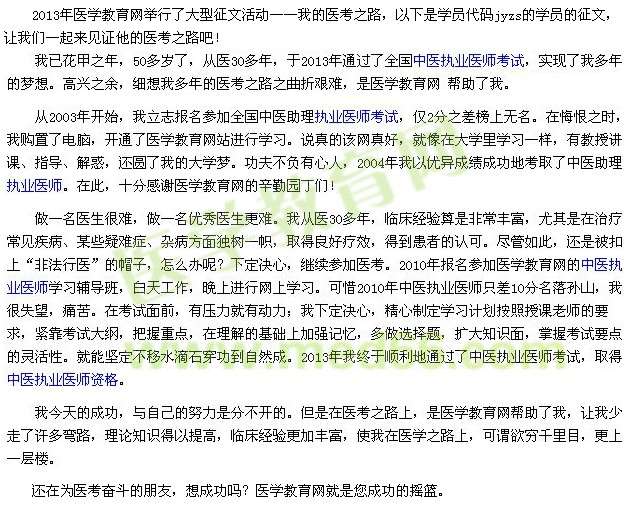 2013年医学教育网举行了大型征文活动——我的医考之路，以下是学员代码jyzs的学员的征文，
让我们一起来见证他的医考之路吧！
我已花甲之年，50多岁了，从医30多年，于2013年通过了全国中医执业医师考试，实现了我多年
的梦想。高兴之余，细想我多年的医考之路之曲折艰难，是医学教育网 帮助了我。
从2003年开始，我立志报名参加全国中医助理执业医师考试，仅2分之差榜上无名。在悔恨之时，
我购置了电脑，开通了医学教育网站进行学习。说真的该网真好，就像在大学里学习一样，有教授讲
课、指导、解惑，还圆了我的大学梦。功夫不负有心人，2004年我以优异成绩成功地考取了中医助理
执业医师。在此，十分感谢医学教育网的辛勤园丁们！
做一名医生很难，做一名优秀医生更难。我从医30多年，临床经验算是非常丰富，尤其是在治疗
常见疾病、某些疑难症、杂病方面独树一帜，取得良好疗效，得到患者的认可。尽管如此，还是被扣
上“非法行医”的帽子，怎么办呢？下定决心，继续参加医考。2010年报名参加医学教育网的中医执
业医师学习辅导班，白天工作，晚上进行网上学习。可惜2010年中医执业医师只差10分名落孙山，我
很失望，痛苦。在考试面前，有压力就有动力；我下定决心，精心制定学习计划按照授课老师的要
求，紧靠考试大纲，把握重点，在理解的基础上加强记忆，多做选择题，扩大知识面，掌握考试要点
的灵活性。就能坚定不移水滴石穿功到自然成。2013年我终于顺利地通过了中医执业医师考试，取得
中医执业医师资格。
我今天的成功，与自己的努力是分不开的。但是在医考之路上，是医学教育网帮助了我，让我少
走了许多弯路，理论知识得以提高，临床经验更加丰富，使我在医学之路上，可谓欲穷千里目，更上
一层楼。
还在为医考奋斗的朋友，想成功吗？医学教育网就是您成功的摇篮。
医学教育网
www.med66.com